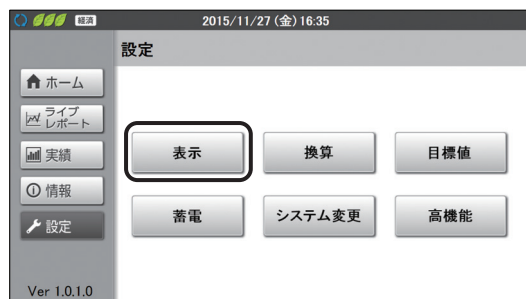 経済 2015/11/27(金)16:35
設定
ホーム
ライブ
レポート
実績
情報
設定
表示 換算 目標値
蓄電 システム変更 高機能
Ver 1.0.1.0